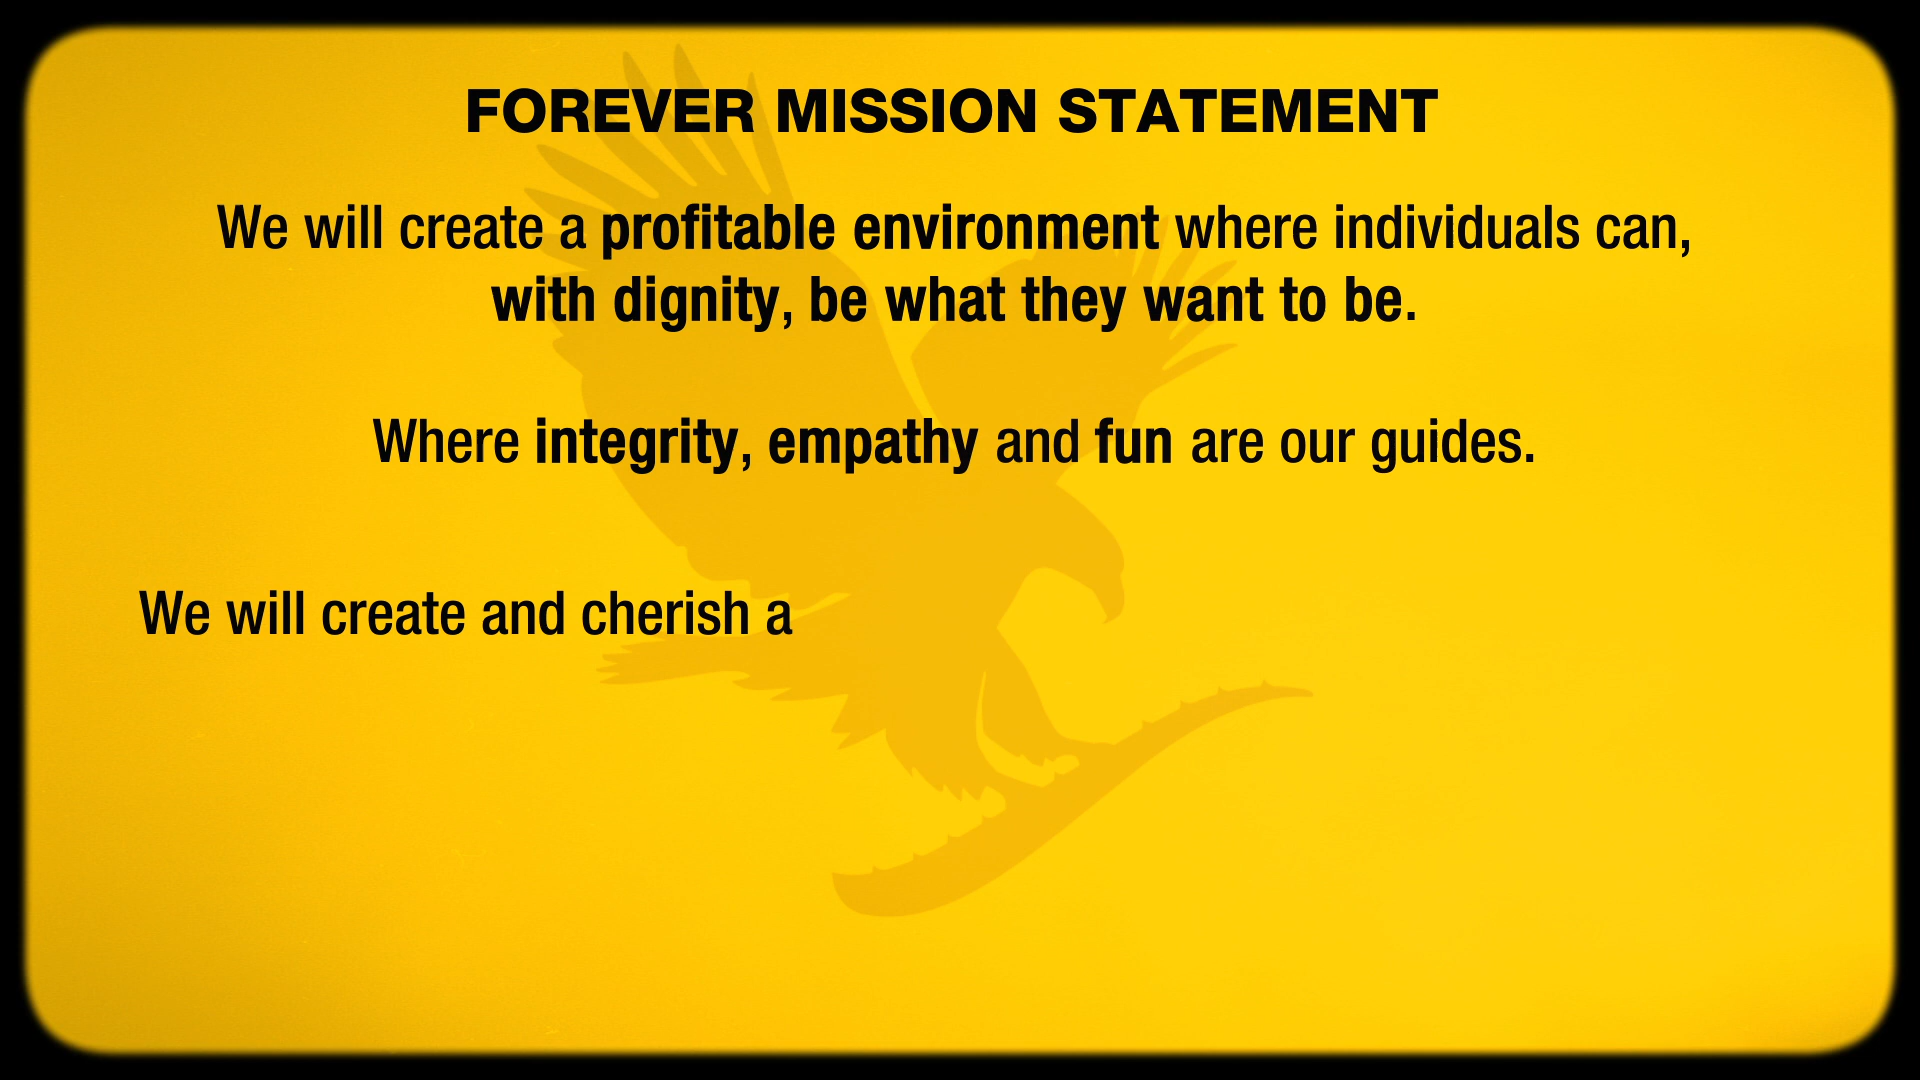 FOREVER MISSION STATEMENT
We will create a profitable environment where individuals can,
with dignity, be what they want to be.
Where integrity, empathy and fun are our guides.
We will create and cherish a